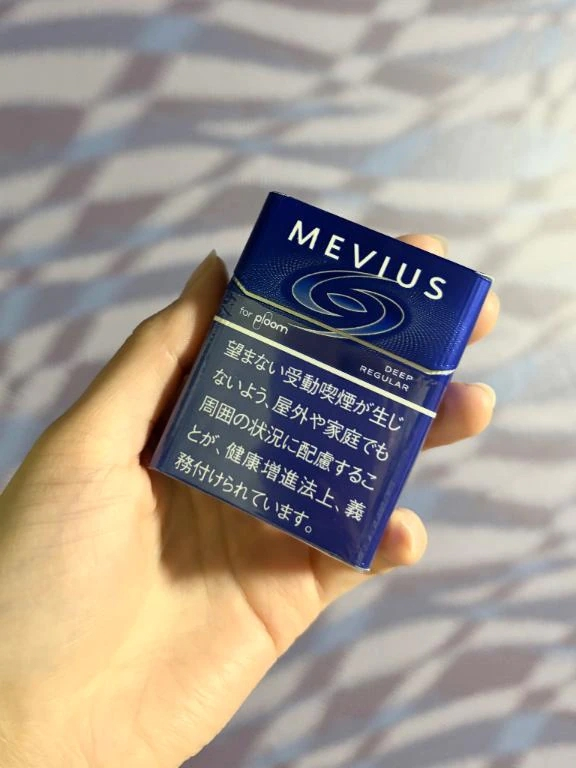 MEVIUS
for ploom
DEEP
REGULAR
望まない受動喫煙が生じ
ないよう、屋外や家庭でも
周囲の状況に配慮するこ
とが、健康増進法上、義
務付けられています。